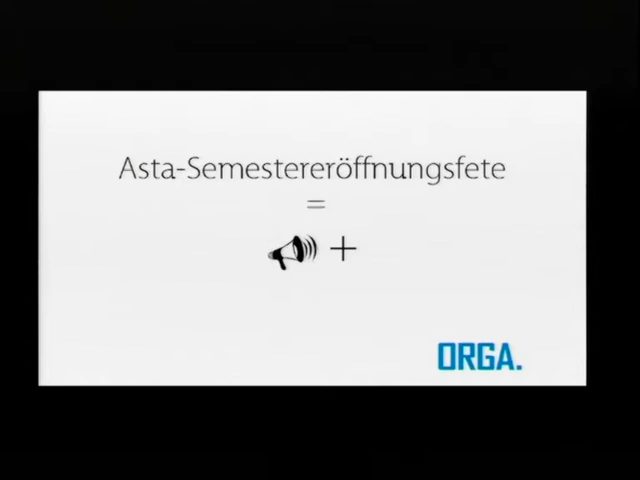 Asta-Semestereröffnungsfete
=
+
ORGA.